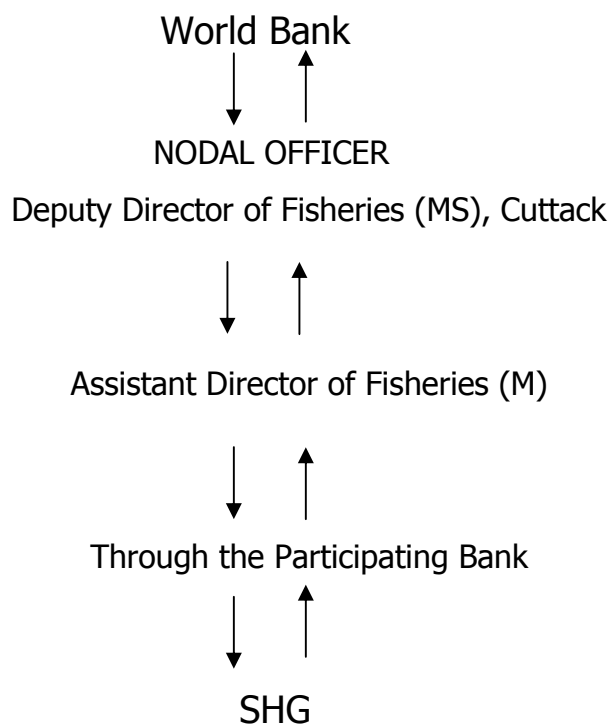 World Bank
NODAL OFFICER
Deputy Director of Fisheries (MS), Cuttack
Assistant Director of Fisheries (M)
Through the Participating Bank
SHG